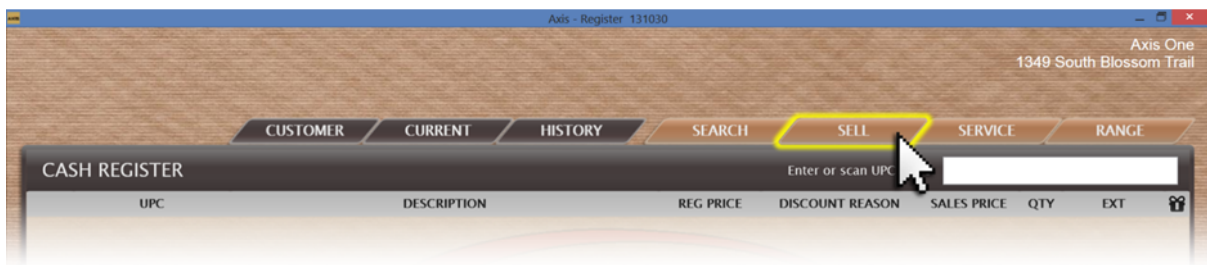 Axis - Register 131030
Axis One
1349 South Blossom Trail
CUSTOMER CURRENT HISTORY SEARCH SELL SERVICE RANGE
CASH REGISTER Enter or scan UPC
UPC DESCRIPTION REG PRICE DISCOUNT REASON SALES PRICE QTY EXT